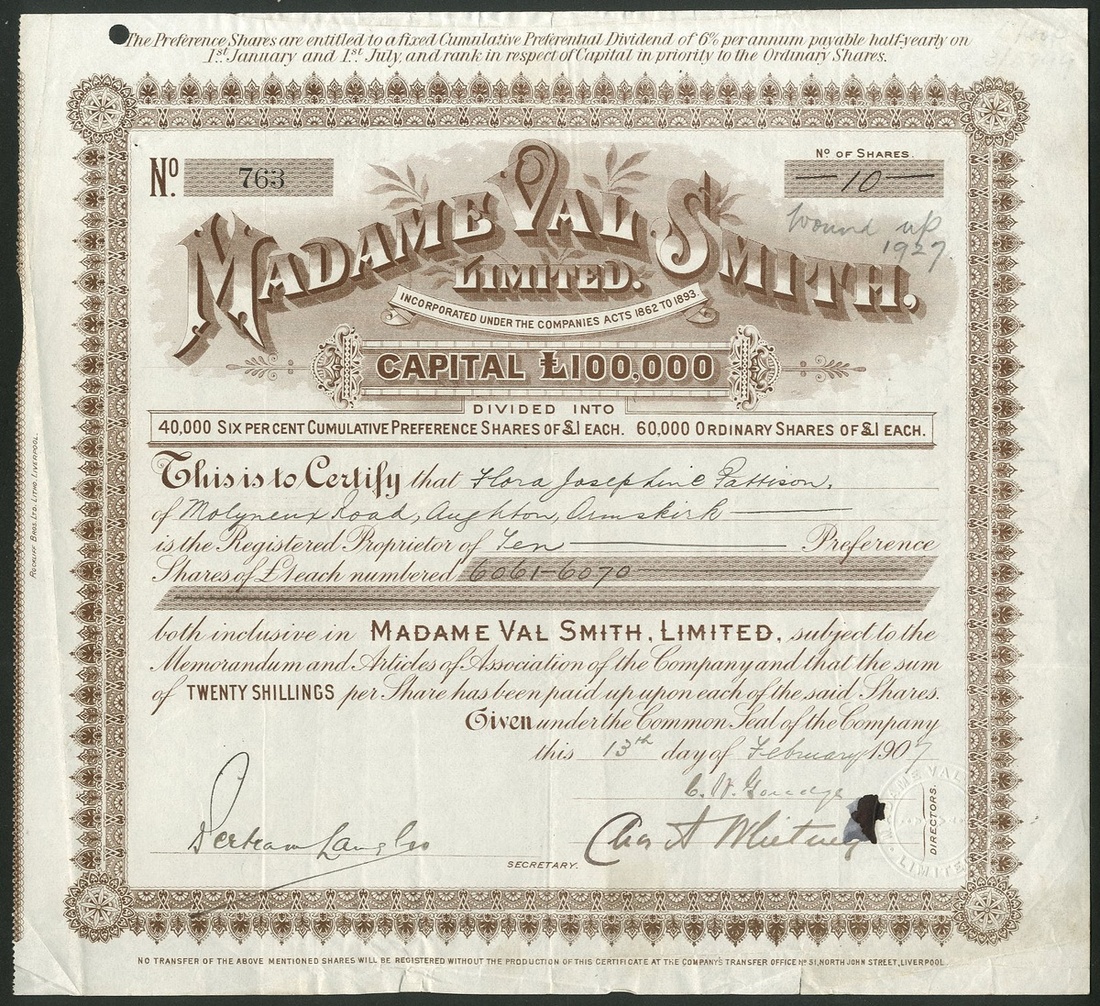 The Preference Shares are entitled to a fixed Cumulative Preferential Dividend of 6% per annum payable half-yearly on
1st January and 1st July, and rank in respect of Capital in priority to the Ordinary Shares.
No. 763
No OF SHARES.
10
Wound up
1927
MADAME VAL SMITH,
LIMITED.
INCORPORATED UNDER THE COMPANIES ACTS 1862 TO 1893.
CAPITAL £100,000
DIVIDED INTO
40,000 SIX PER CENT CUMULATIVE PREFERENCE SHARES OF £1 EACH. 60,000 ORDINARY SHARES OF £1 EACH.
This is to Certify that Flora Josephine Pattison,
of Molyneux Road, Aughton, Ormskirk
is the Registered Proprietor of Ten Preference
Shares of £1 each numbered 6061-6070
both inclusive in MADAME VAL SMITH, LIMITED, subject to the
Memorandum and Articles of Association of the Company and that the sum
of TWENTY SHILLINGS per Share has been paid up upon each of the said Shares.
Given under the Common Seal of the Company
this 13th day of February 1907
Bertram
Chas A
DIRECTORS.
SECRETARY.
NO TRANSFER OF THE ABOVE MENTIONED SHARES WILL BE REGISTERED WITHOUT THE PRODUCTION OF THIS CERTIFICATE AT THE COMPANY'S TRANSFER OFFICE No 51, NORTH JOHN STREET, LIVERPOOL.
ROCKLIFF BROS. LTD. LITHO. LIVERPOOL.